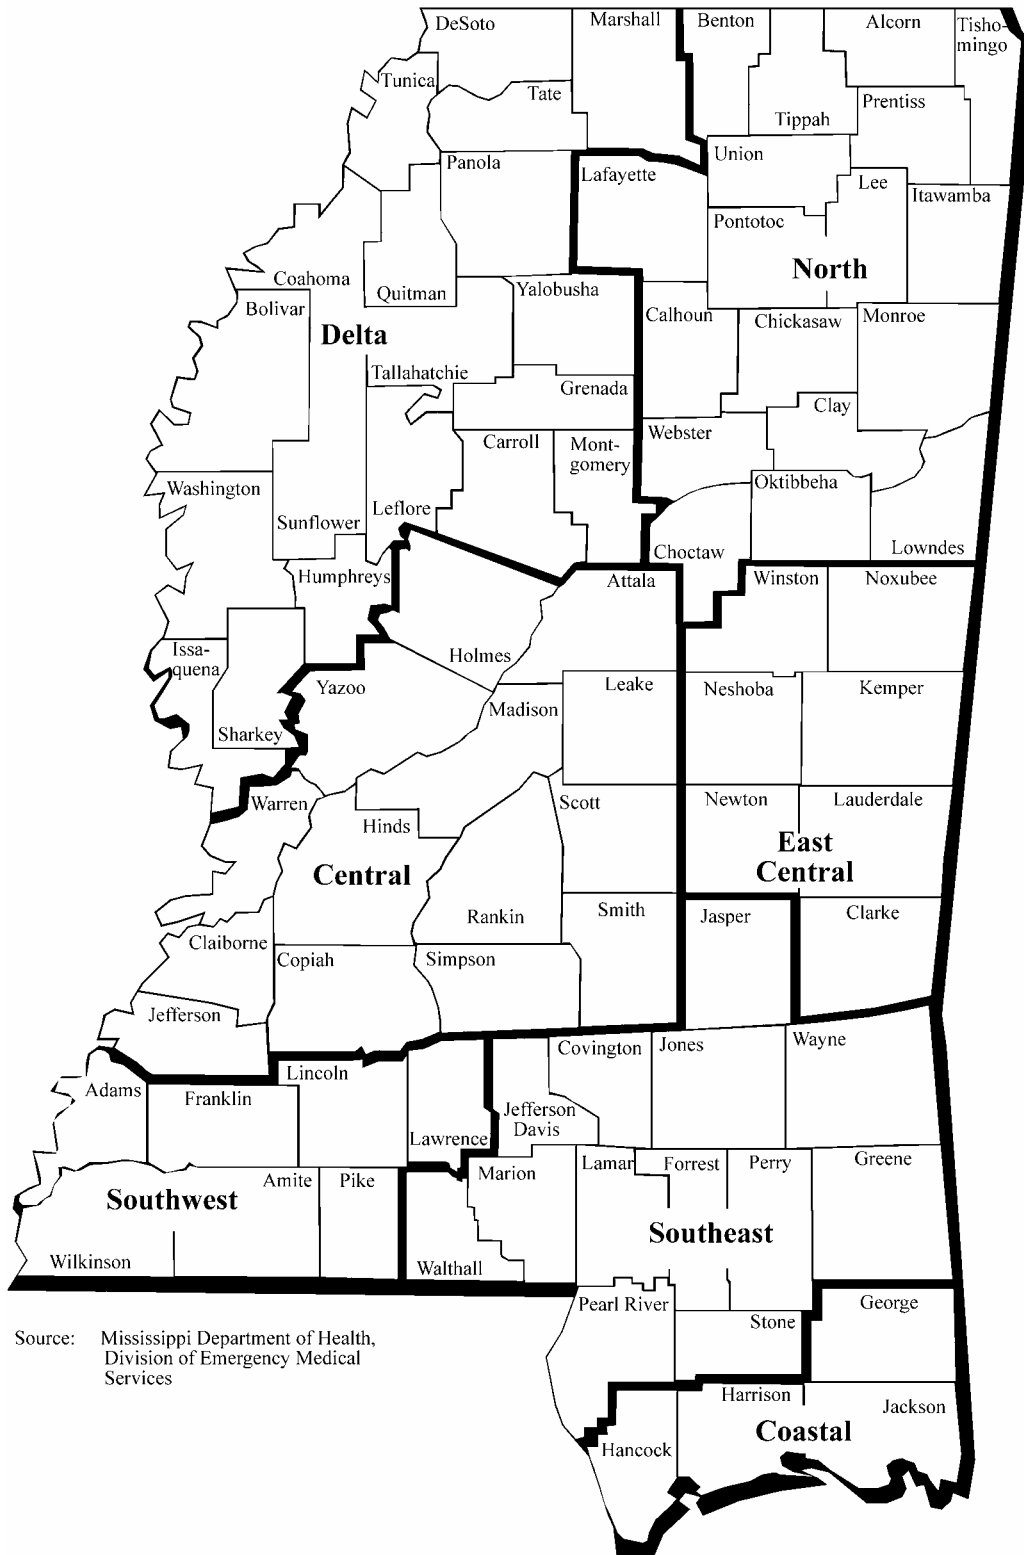 DeSoto
Marshall
Benton
Alcorn
Tisho-
mingo
Tunica
Tate
Tippah
Prentiss
Panola
Lafayette
Union
Lee
Itawamba
Pontotoc
North
Coahoma
Quitman
Yalobusha
Bolivar
Calhoun
Chickasaw
Monroe
Delta
Tallahatchie
Grenada
Clay
Carroll
Mont-
gomery
Webster
Washington
Oktibbeha
Leflore
Sunflower
Choctaw
Lowndes
Humphreys
Attala
Winston
Noxubee
Issa-
quena
Holmes
Yazoo
Leake
Neshoba
Kemper
Madison
Sharkey
Warren
Scott
Newton
Lauderdale
Hinds
East
Central
Central
Rankin
Smith
Jasper
Clarke
Claiborne
Copiah
Simpson
Jefferson
Covington
Jones
Wayne
Lincoln
Adams
Franklin
Jefferson
Davis
Lawrence
Marion
Lamar
Forrest
Perry
Greene
Amite
Pike
Southwest
Southeast
Wilkinson
Walthall
Pearl River
George
Stone
Source: Mississippi Department of Health,
Division of Emergency Medical
Services
Harrison
Jackson
Coastal
Hancock